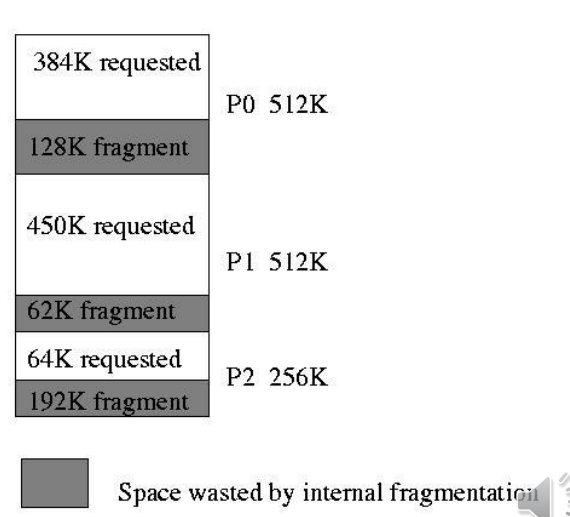 384K requested
P0 512K
128K fragment
450K requested
P1 512K
62K fragment
64K requested
P2 256K
192K fragment
Space wasted by internal fragmentation